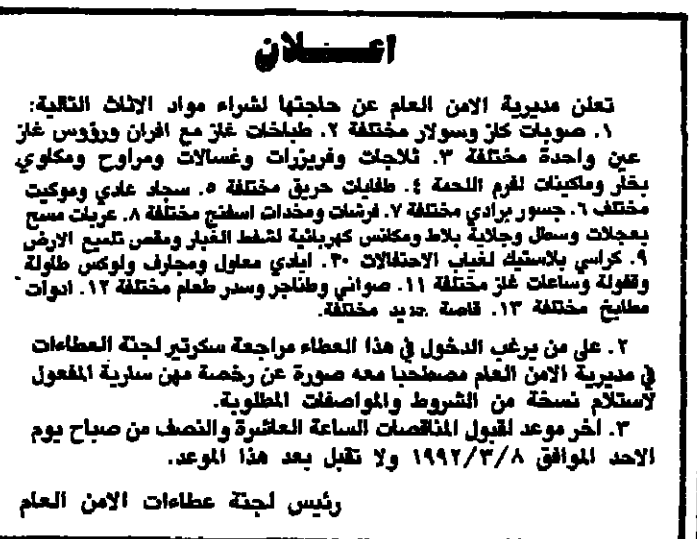 اعـــــلان
تعلن مديرية الامن العام عن حاجتها لشراء مواد الاثاث التالية:
١. صوبات كاز وسولار مختلفة ٢. طباخات غاز مع افران ورؤوس غاز
عين واحدة مختلفة ٣. ثلاجات وفريزرات وغسالات ومراوح ومكاوي
بخار وماكينات لفرم اللحمة ٤. طفايات حريق مختلفة ٥. سجاد عادي وموكيت
مختلف ٦. جسور برادي مختلفة ٧. فرشات ومخدات اسفنج مختلفة ٨. عربات مسح
بعجلات وسطل وجلاية بلاط ومكانس كهربائية لشفط الغبار ومقص تلميع الارض
٩. كراسي بلاستيك لغياب الاحتفالات ٣٠. ايادي معاول ومجارف ولوكس طاولة
وقفولة وساعات غاز مختلفة ١١. صواني وطناجر وسدر طعام مختلفة ١٢. ادوات
مطابخ مختلفة ١٣. قاصة جديد مختلفة.
٢. على من يرغب الدخول في هذا العطاء مراجعة سكرتير لجنة العطاءات
في مديرية الامن العام مصطحبا معه صورة عن رخصة مهن سارية المفعول
لاستلام نسخة من الشروط والمواصفات المطلوبة.
٣. اخر موعد لقبول المناقصات الساعة العاشرة والنصف من صباح يوم
الاحد الموافق ١٩٩٢/٣/٨ ولا تقبل بعد هذا الموعد.
رئيس لجنة عطاءات الامن العام